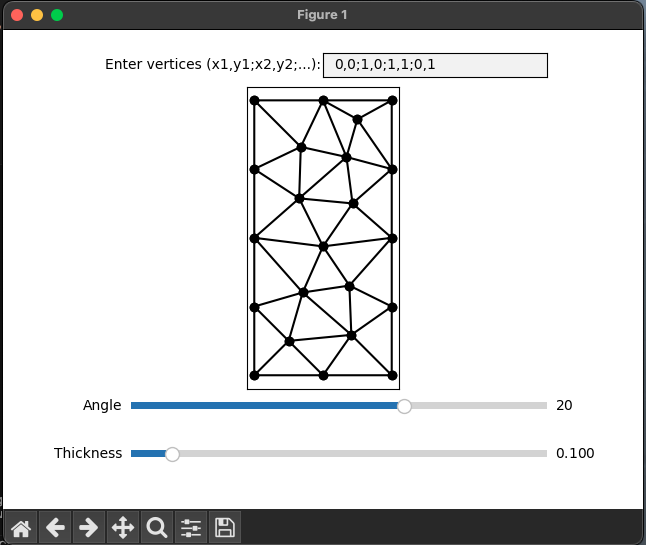 Figure 1
Enter vertices (x1,y1;x2,y2;...): 0,0;1,0;1,1;0,1
Angle 20
Thickness 0.100